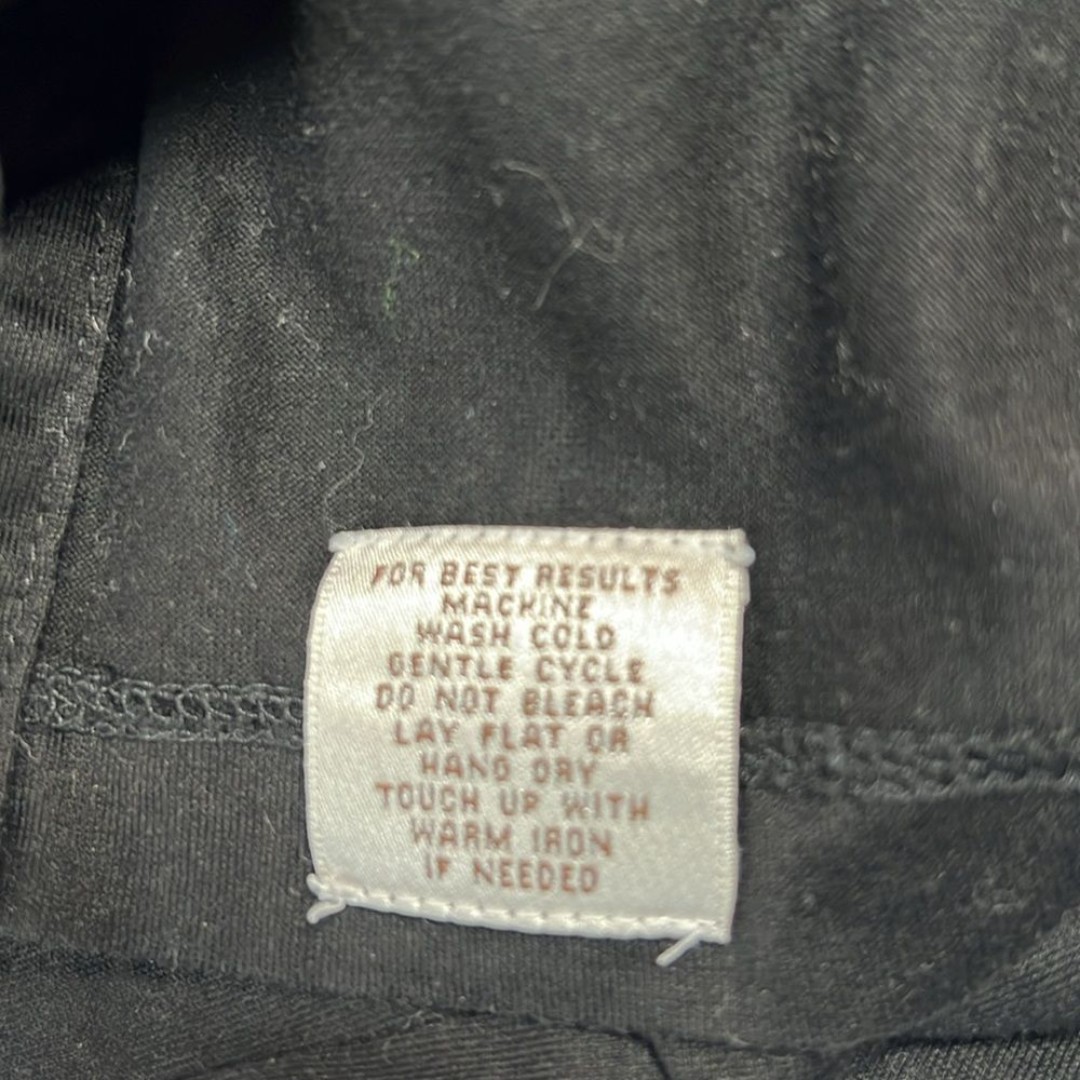 FOR BEST RESULTS
MACHINE
WASH COLD
GENTLE CYCLE
DO NOT BLEACH
LAY FLAT OR
HANG DRY
TOUCH UP WITH
WARM IRON
IF NEEDED